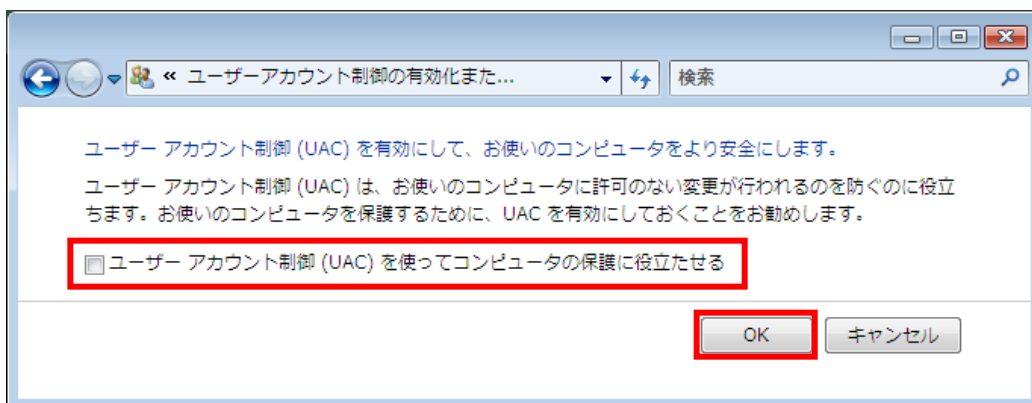 « ユーザーアカウント制御の有効化また... 検索
ユーザー アカウント制御 (UAC) を有効にして、お使いのコンピュータをより安全にします。
ユーザー アカウント制御 (UAC) は、お使いのコンピュータに許可のない変更が行われるのを防ぐのに役立
ちます。お使いのコンピュータを保護するために、UAC を有効にしておくことをお勧めします。
ユーザー アカウント制御 (UAC) を使ってコンピュータの保護に役立たせる
OK キャンセル